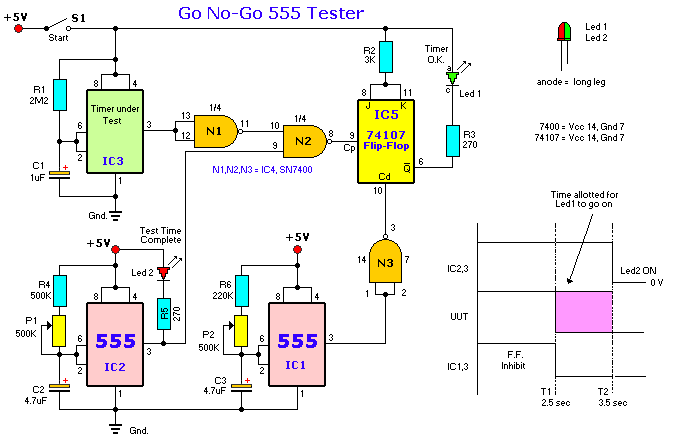 Go No-Go 555 Tester
+5V
S1
Start
R1
2M2
8
4
Timer under
Test
6
2
3
IC3
1
C1
1uF
+
Gnd.
13
12
1/4
N1
11
10
9
1/4
N2
8
N1,N2,N3 = IC4, SN7400
R2
3K
8
11
J
K
IC5
74107
Flip-Flop
9
Cp
Q
6
Cd
10
Timer
O.K.
a
c
Led 1
R3
270
Led 1
Led 2
anode = long leg
7400 = Vcc 14, Gnd 7
74107 = Vcc 14, Gnd 7
3
14
N3
7
1
2
+5V
Test Time
Complete
Led 2
R4
500K
P1
500K
8
4
6
2
555
IC2
3
1
R5
270
C2
4.7uF
+
Gnd.
+5V
R6
220K
P2
500K
8
4
6
2
555
IC1
3
1
C3
4.7uF
+
Time allotted for
Led1 to go on
IC2,3
Led2 ON
0 V
UUT
IC1,3
F.F.
Inhibit
T1
T2
2.5 sec
3.5 sec